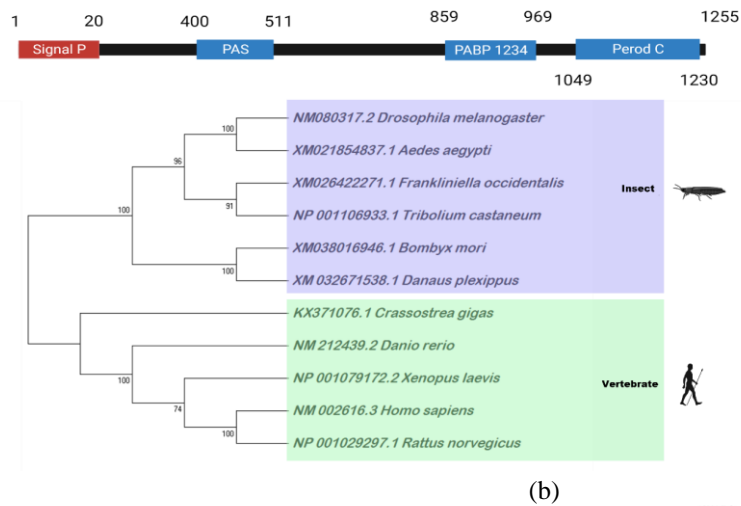 1 20 400 511 859 969 1255
Signal P PAS PABP 1234 Perod C
1049 1230
NM080317.2 Drosophila melanogaster
100
XM021854837.1 Aedes aegypti
96
XM026422271.1 Frankliniella occidentalis
Insect
91
NP 001106933.1 Tribolium castaneum
100
XM038016946.1 Bombyx mori
100
XM 032671538.1 Danaus plexippus
KX371076.1 Crassostrea gigas
NM 212439.2 Danio rerio
100
NP 001079172.2 Xenopus laevis
Vertebrate
74
NM 002616.3 Homo sapiens
100
NP 001029297.1 Rattus norvegicus
(b)